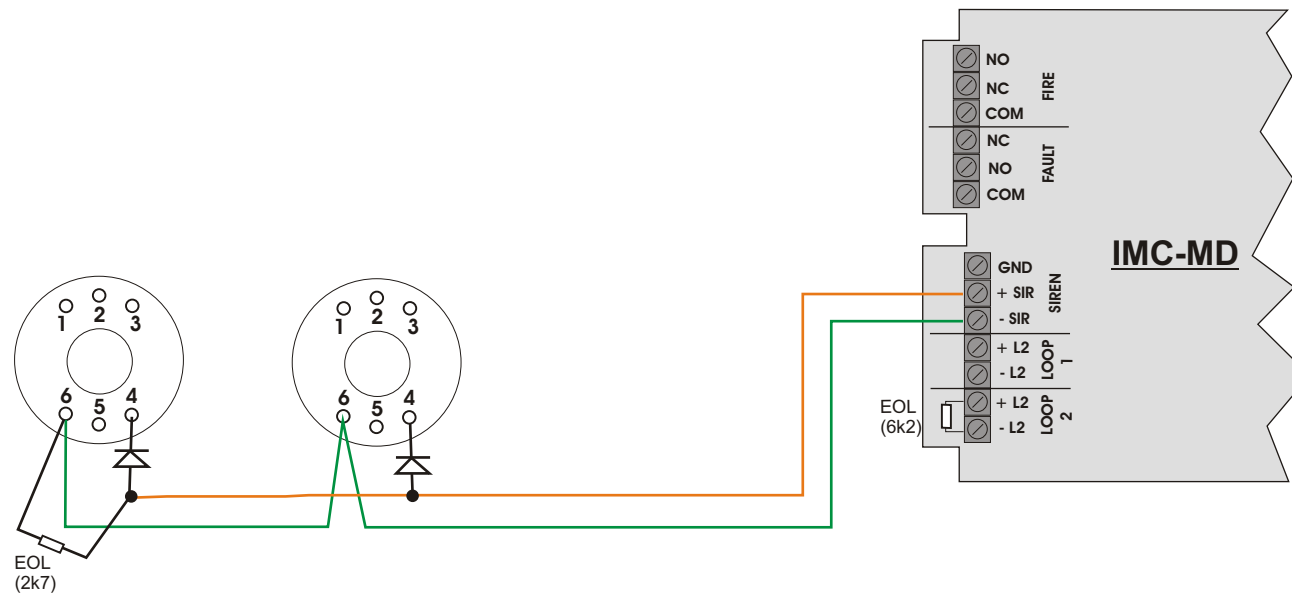 NO
NC
COM
FIRE
NC
NO
COM
FAULT
IMC-MD
GND
+ SIR
- SIR
SIREN
+ L2
- L2
LOOP
1
+ L2
- L2
LOOP
2
EOL
(6k2)
1
2
3
6
5
4
1
2
3
6
5
4
EOL
(2k7)